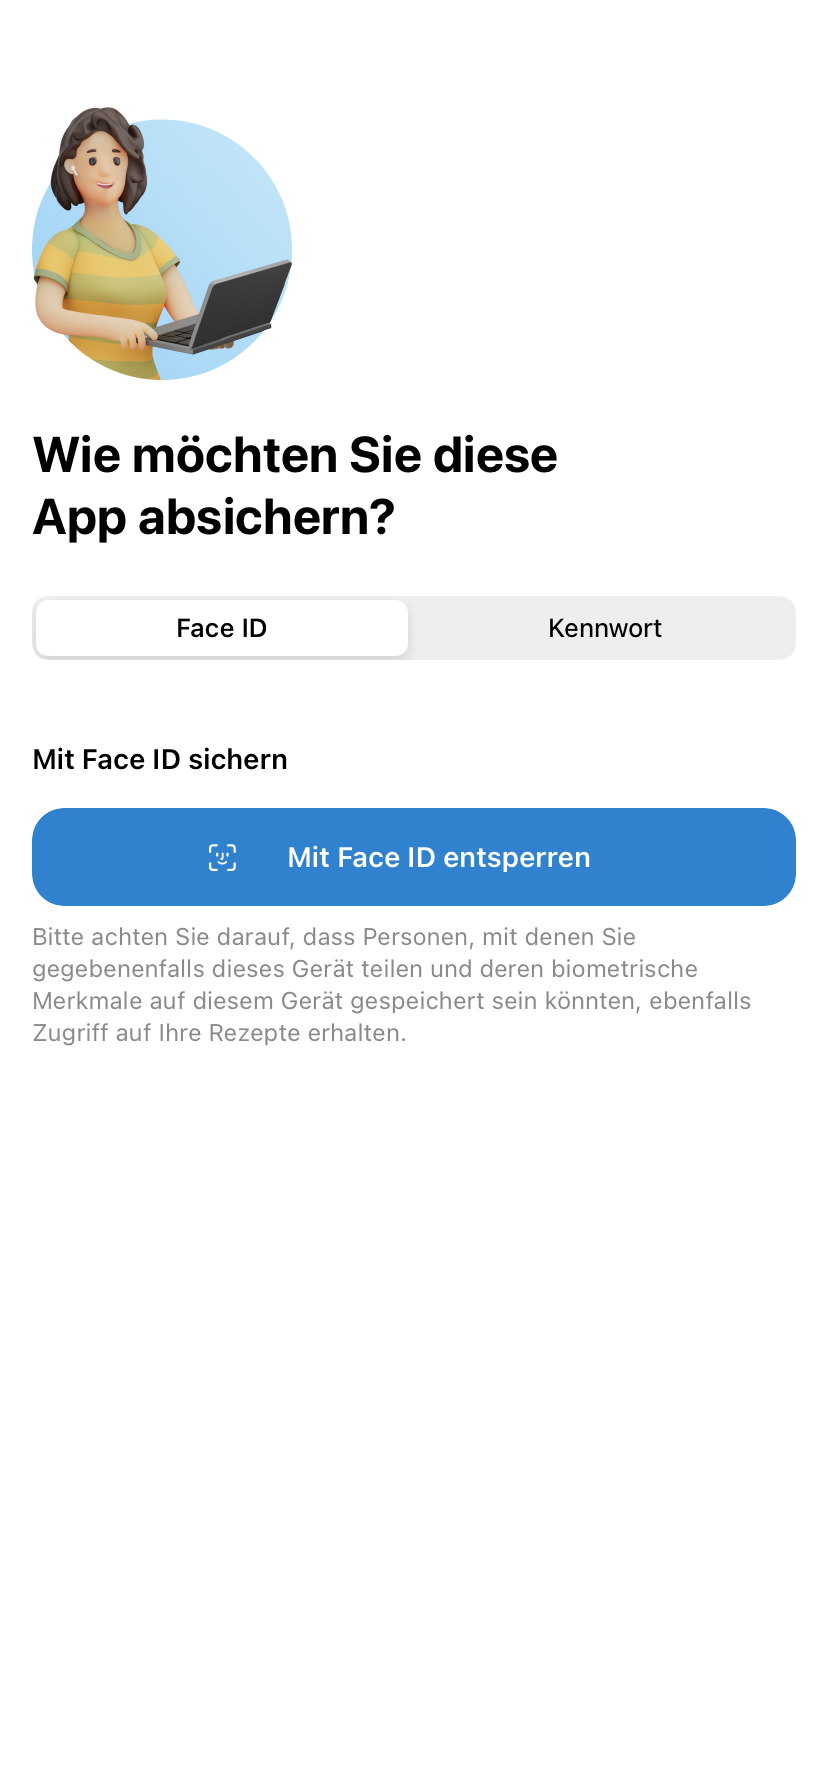 Wie möchten Sie diese
App absichern?
Face ID
Kennwort
Mit Face ID sichern
Mit Face ID entsperren
Bitte achten Sie darauf, dass Personen, mit denen Sie
gegebenenfalls dieses Gerät teilen und deren biometrische
Merkmale auf diesem Gerät gespeichert sein könnten, ebenfalls
Zugriff auf Ihre Rezepte erhalten.